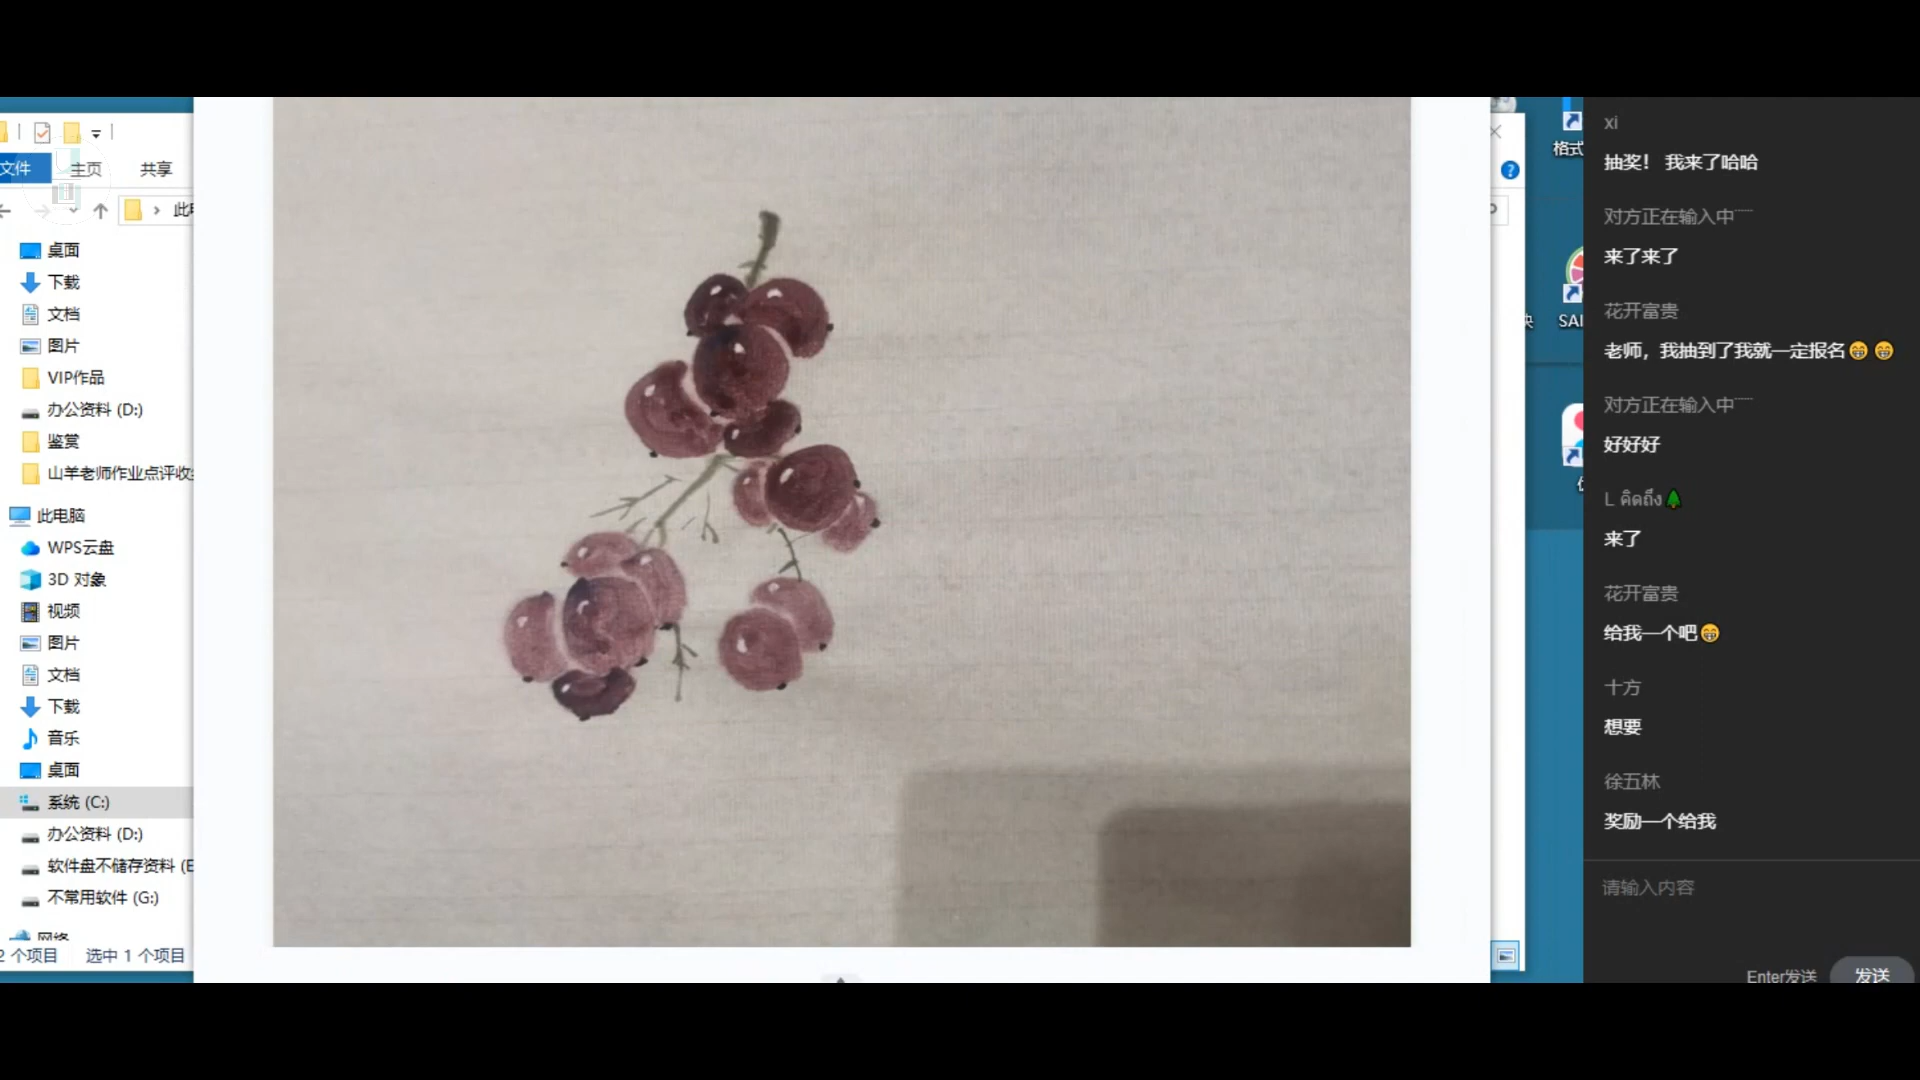 文件
主页
共享
桌面
下载
文档
图片
VIP作品
办公资料 (D:)
鉴赏
山羊老师作业点评收
此电脑
WPS云盘
3D 对象
视频
图片
文档
下载
音乐
桌面
系统 (C:)
办公资料 (D:)
软件盘不储存资料 (E
不常用软件 (G:)
网络
2 个项目
选中 1 个项目
格式
SAI
xi
抽奖! 我来了哈哈
对方正在输入中
来了来了
花开富贵
老师，我抽到了我就一定报名😁 😁
对方正在输入中
好好好
L คิดถึง🌲
来了
花开富贵
给我一个吧😁
十方
想要
徐五林
奖励一个给我
请输入内容
Enter发送
发送